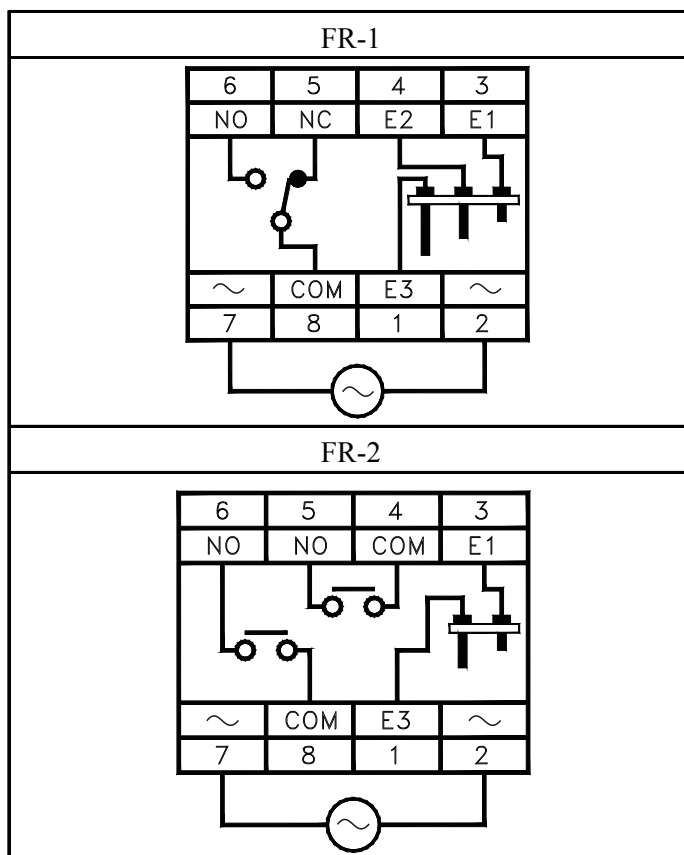 FR-1
6 5 4 3
NO NC E2 E1
~ COM E3 ~
7 8 1 2
~
FR-2
6 5 4 3
NO NO COM E1
~ COM E3 ~
7 8 1 2
~